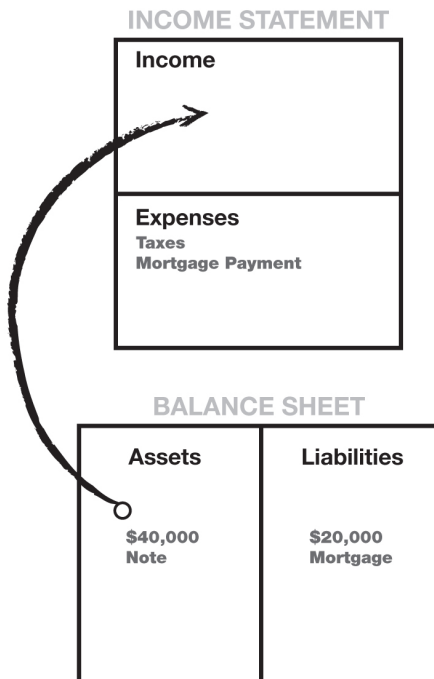 INCOME STATEMENT
Income
Expenses
Taxes
Mortgage Payment
BALANCE SHEET
Assets
Liabilities
$40,000
Note
$20,000
Mortgage